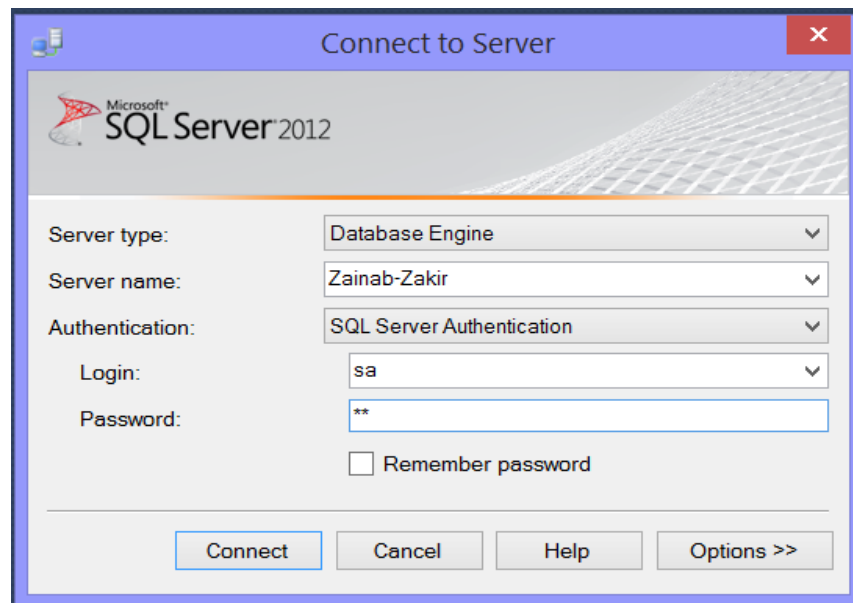 Connect to Server
Microsoft®
SQL Server® 2012
Server type: Database Engine
Server name: Zainab-Zakir
Authentication: SQL Server Authentication
Login: sa
Password: **
Remember password
Connect Cancel Help Options >>